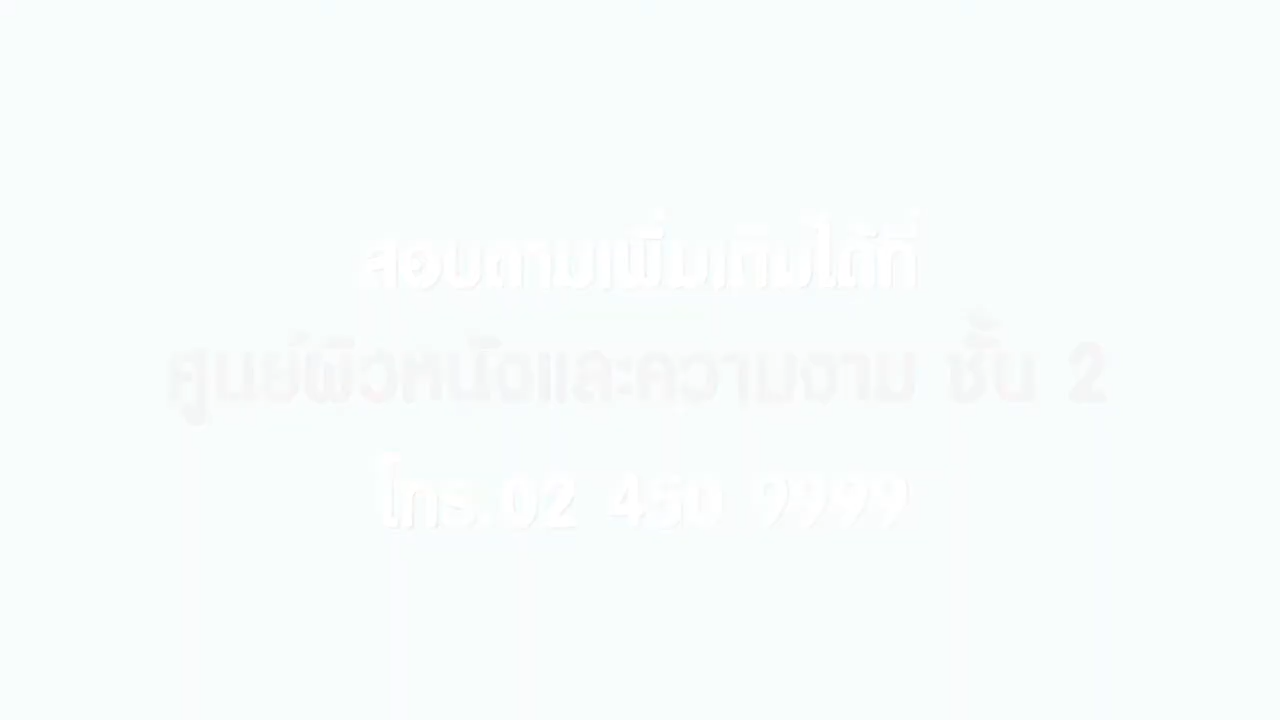 สอบถามเพิ่มเติมได้ที่
ศูนย์ผิวหนังและความงาม ชั้น 2
โทร.02 450 9999